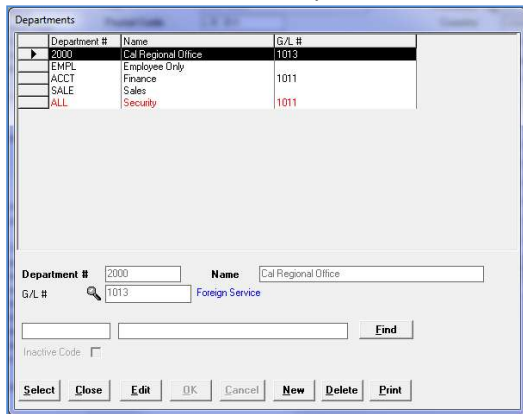 Departments
Department # Name G/L #
2000 Cal Regional Office 1013
EMPL Employee Only
ACCT Finance 1011
SALE Sales
ALL Security 1011
Department # 2000 Name Cal Regional Office
G/L # 1013 Foreign Service
Find
Inactive Code
Select Close Edit OK Cancel New Delete Print